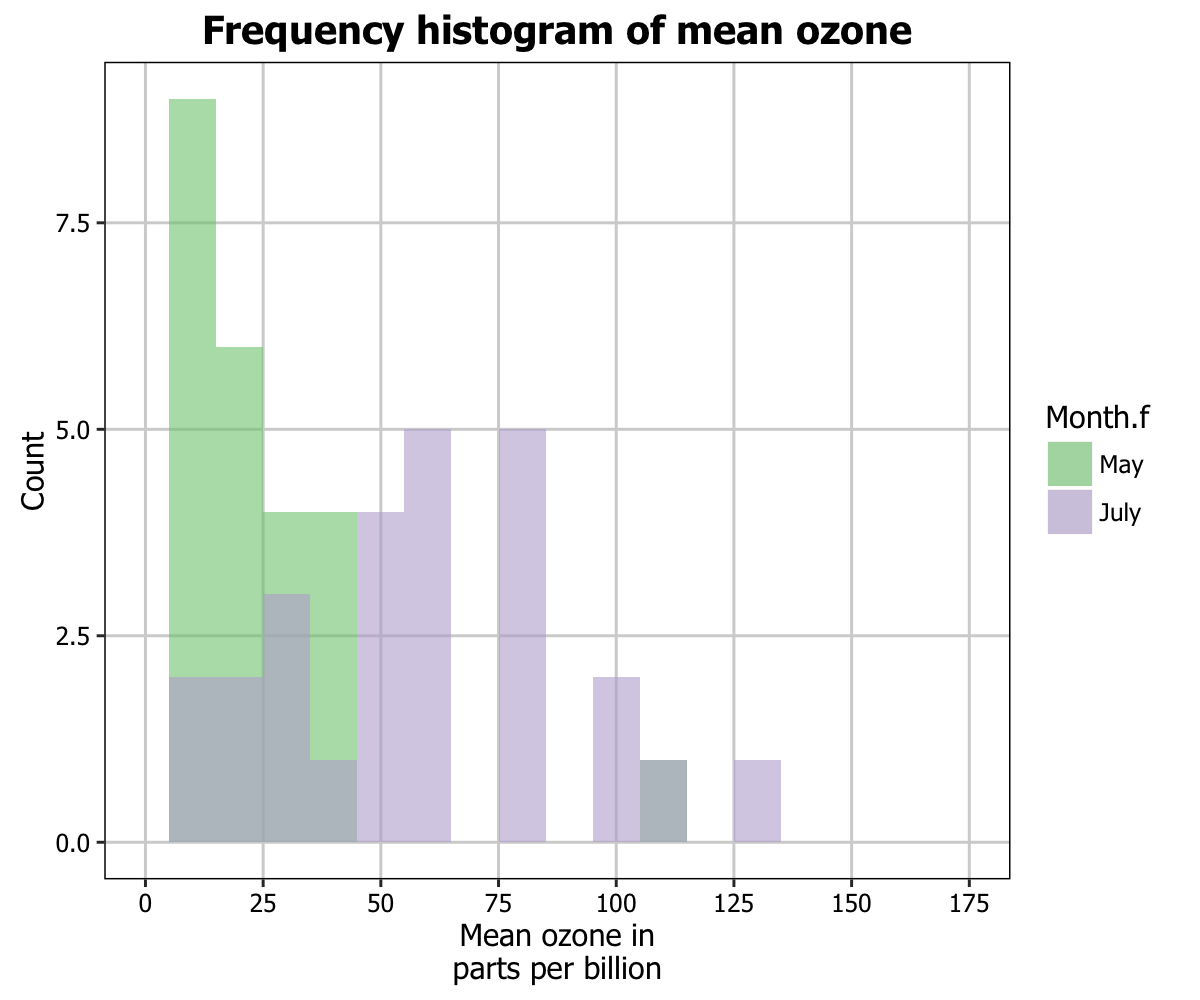 Frequency histogram of mean ozone
7.5
5.0
2.5
0.0
Count
0 25 50 75 100 125 150 175
Mean ozone in
parts per billion
Month.f
May
July